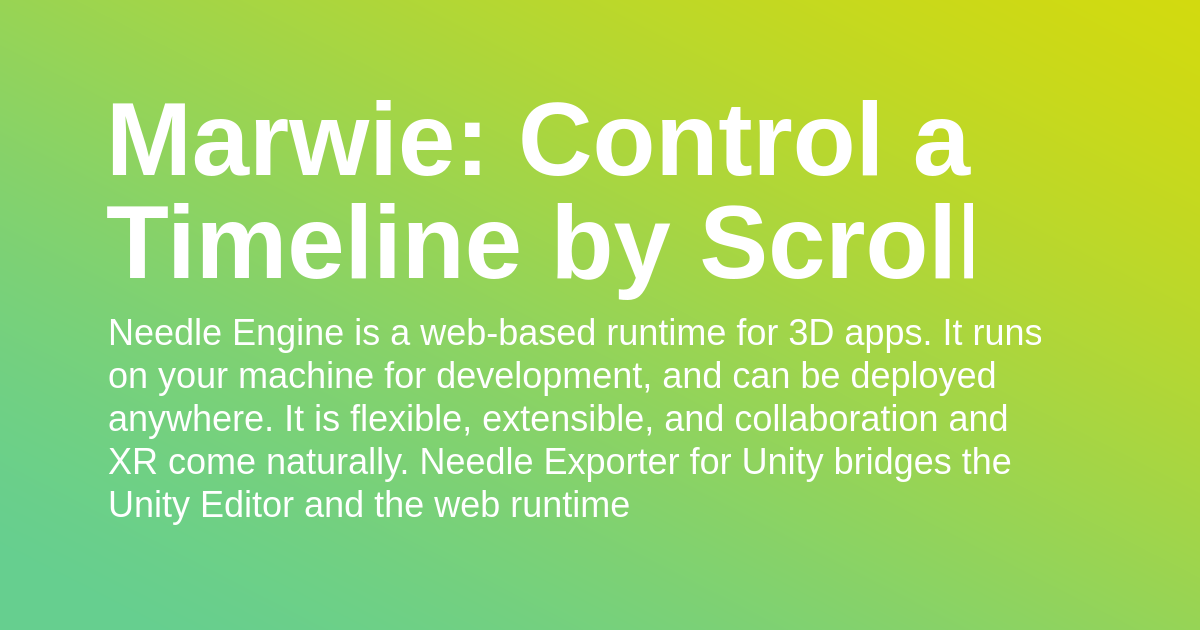 Marwie: Control a
Timeline by Scroll
Needle Engine is a web-based runtime for 3D apps. It runs
on your machine for development, and can be deployed
anywhere. It is flexible, extensible, and collaboration and
XR come naturally. Needle Exporter for Unity bridges the
Unity Editor and the web runtime